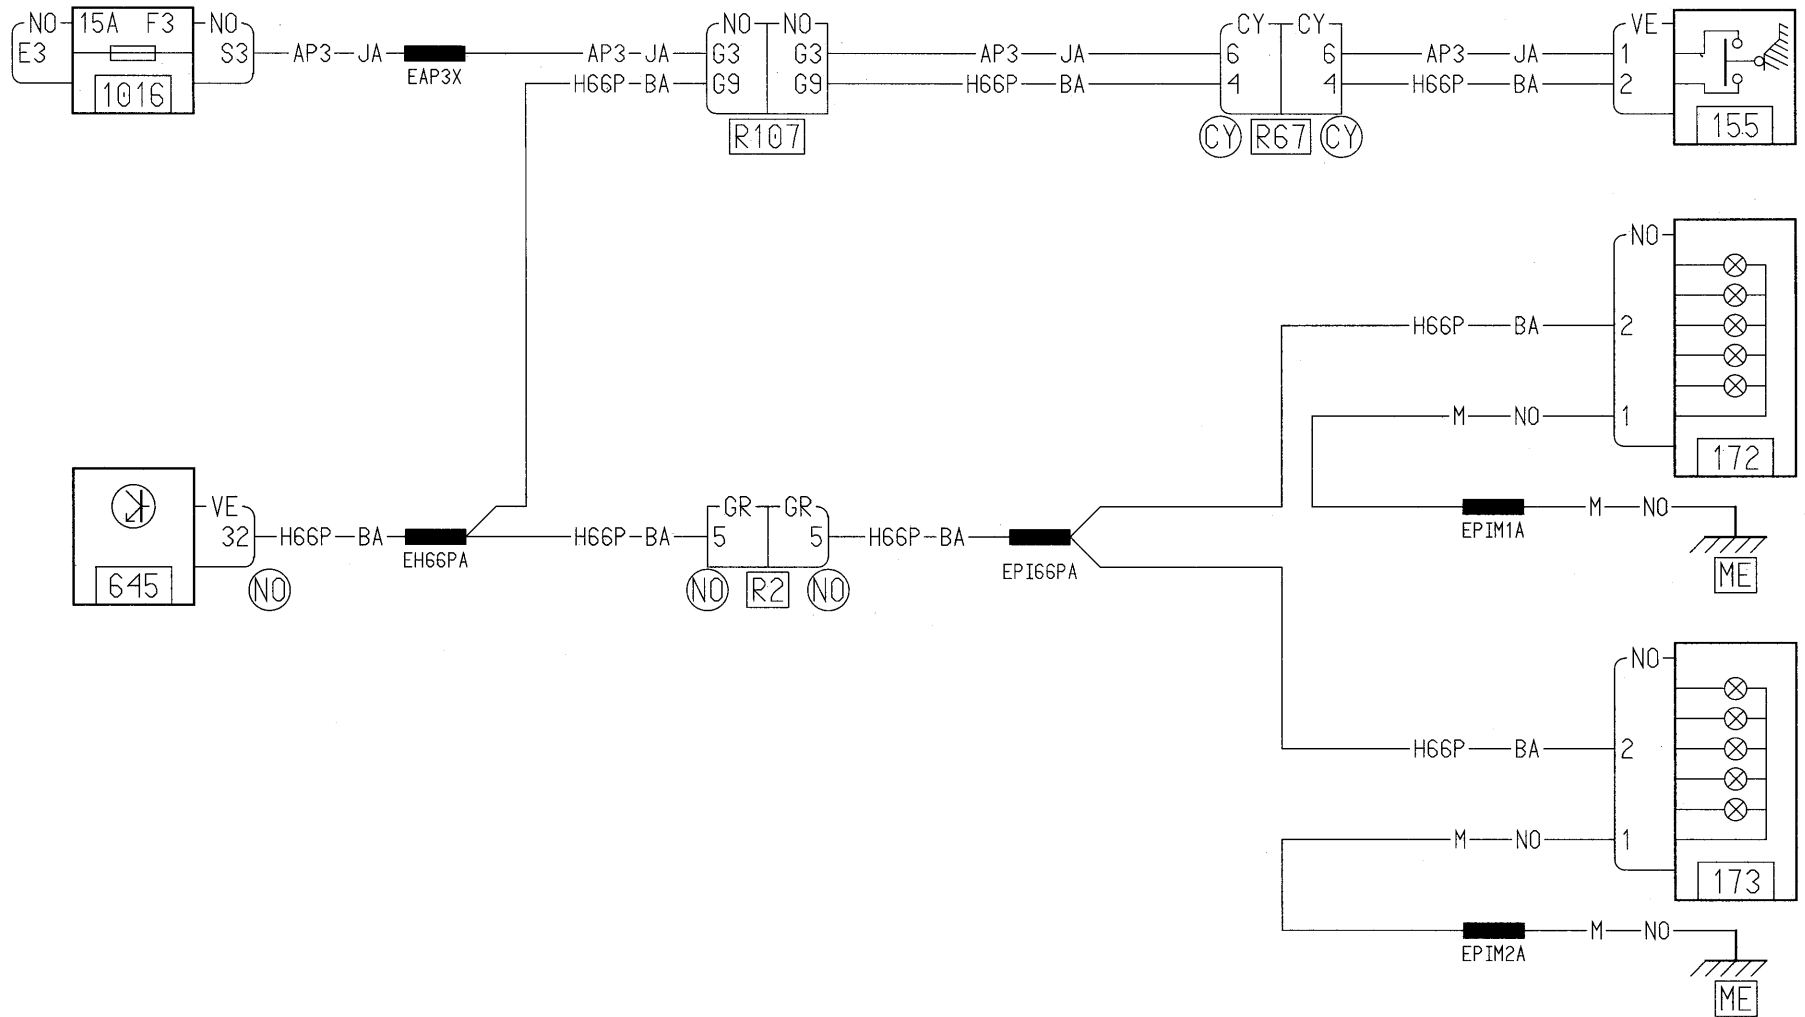 NO 15A F3 NO
E3 S3 AP3 JA
1016
EAP3X
AP3 JA
H66P BA
NO NO
G3 G3
G9 G9
R107
AP3 JA
H66P BA
CY CY
6 6
4 4
CY R67 CY
AP3 JA
H66P BA
VE
1
2
155
NO
H66P BA 2
M NO 1
172
EPIM1A
M NO
ME
VE
32 H66P BA
645
NO
EH66PA
H66P BA
GR GR
5 5
NO R2 NO
H66P BA
EPI66PA
NO
H66P BA 2
M NO 1
173
EPIM2A
M NO
ME